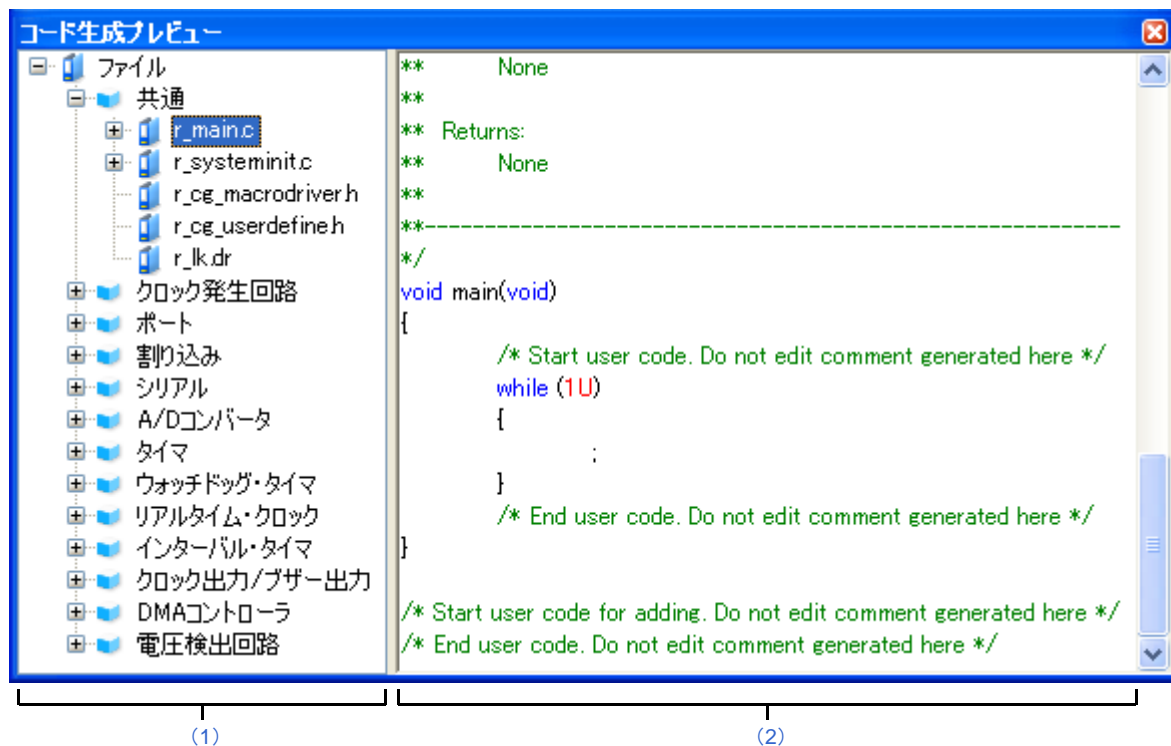 コード生成プレビュー
ファイル
共通
r_main.c
r_systeminit.c
r_cg_macrodriver.h
r_cg_userdefine.h
r_lk.dr
クロック発生回路
ポート
割り込み
シリアル
A/Dコンバータ
タイマ
ウォッチドッグ・タイマ
リアルタイム・クロック
インターバル・タイマ
クロック出力/ブザー出力
DMAコントローラ
電圧検出回路
** None
**
** Returns:
** None
**
**-----------------------------------------------------------
*/
void main(void)
{
/* Start user code. Do not edit comment generated here */
while (1U)
{
;
}
/* End user code. Do not edit comment generated here */
}
/* Start user code for adding. Do not edit comment generated here */
/* End user code. Do not edit comment generated here */
(1)
(2)